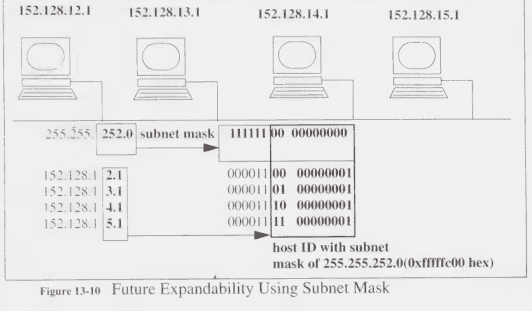 152.128.12.1 152.128.13.1 152.128.14.1 152.128.15.1
255.255. 252.0 subnet mask 111111 00 00000000
152.128.1 2.1 000011 00 00000001
152.128.1 3.1 000011 01 00000001
152.128.1 4.1 000011 10 00000001
152.128.1 5.1 000011 11 00000001
host ID with subnet
mask of 255.255.252.0(0xfffffc00 hex)
Figure 13-10 Future Expandability Using Subnet Mask